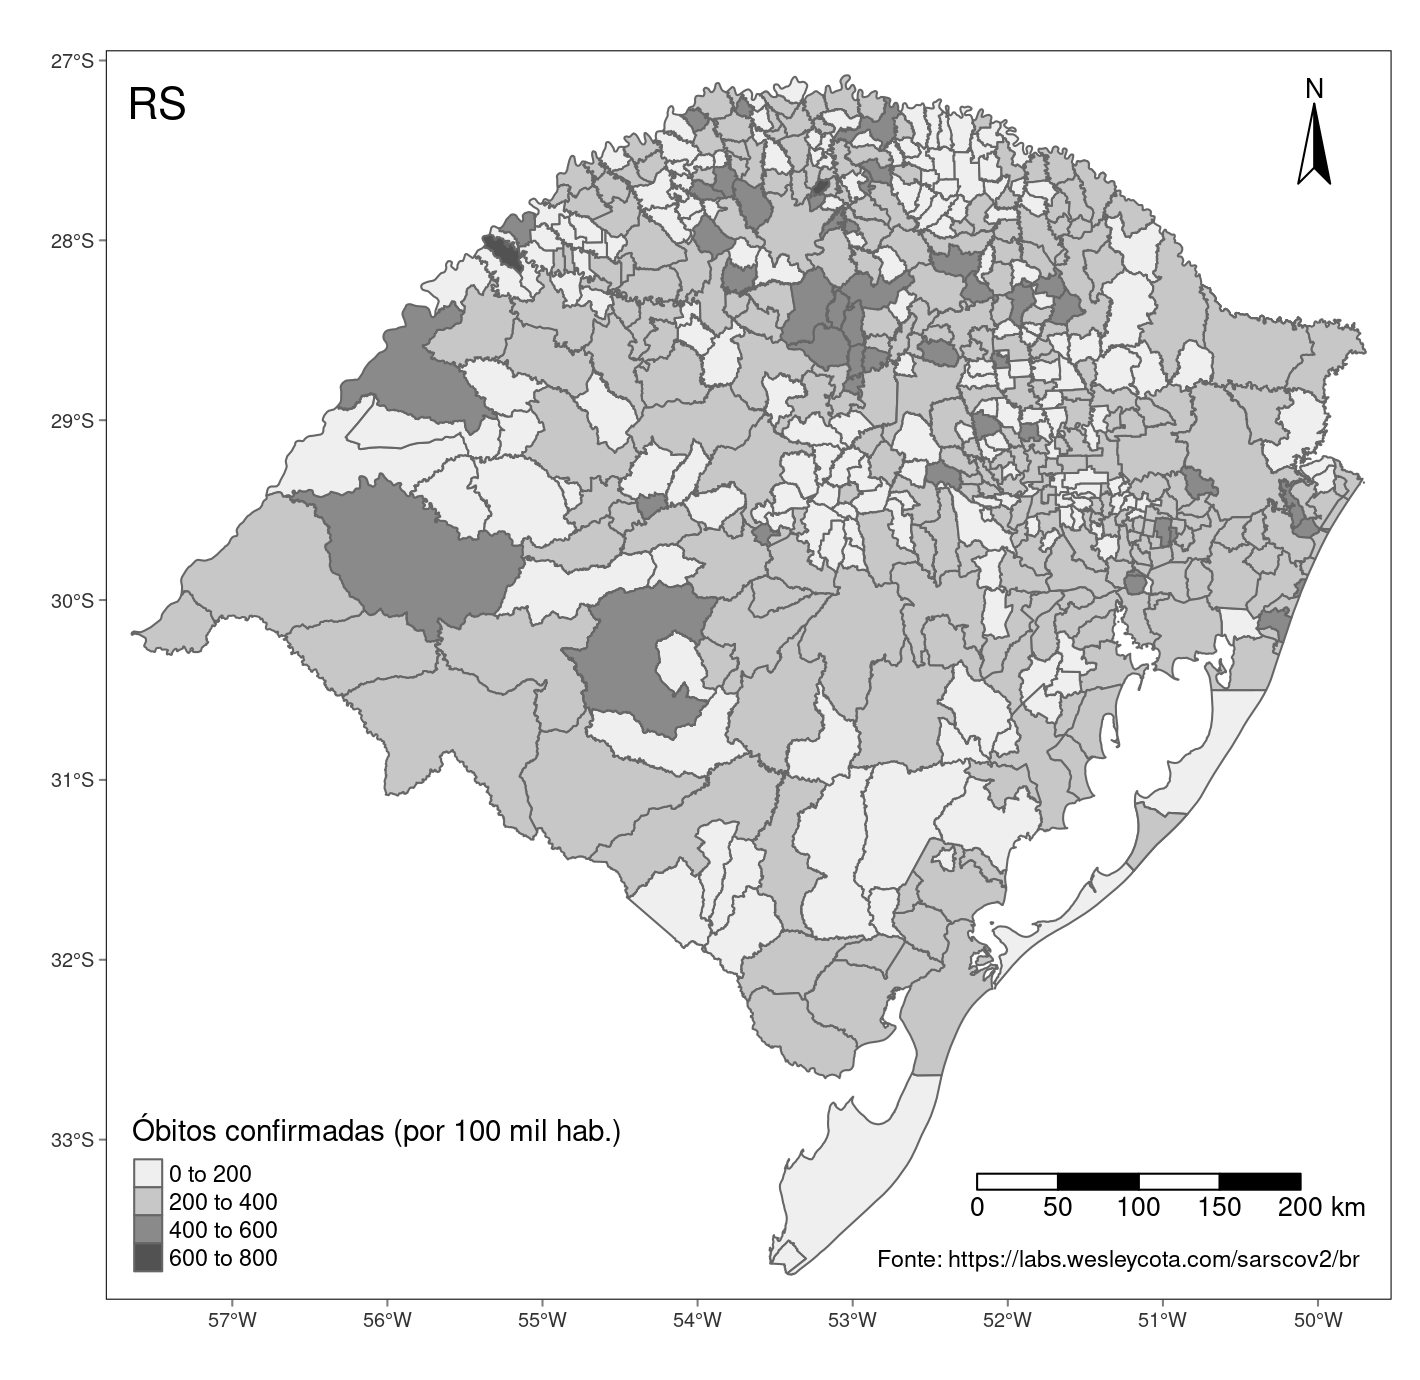 RS
N
27°S
28°S
29°S
30°S
31°S
32°S
33°S
Óbitos confirmadas (por 100 mil hab.)
0 to 200
200 to 400
400 to 600
600 to 800
0 50 100 150 200 km
Fonte: https://labs.wesleycota.com/sarscov2/br
57°W 56°W 55°W 54°W 53°W 52°W 51°W 50°W